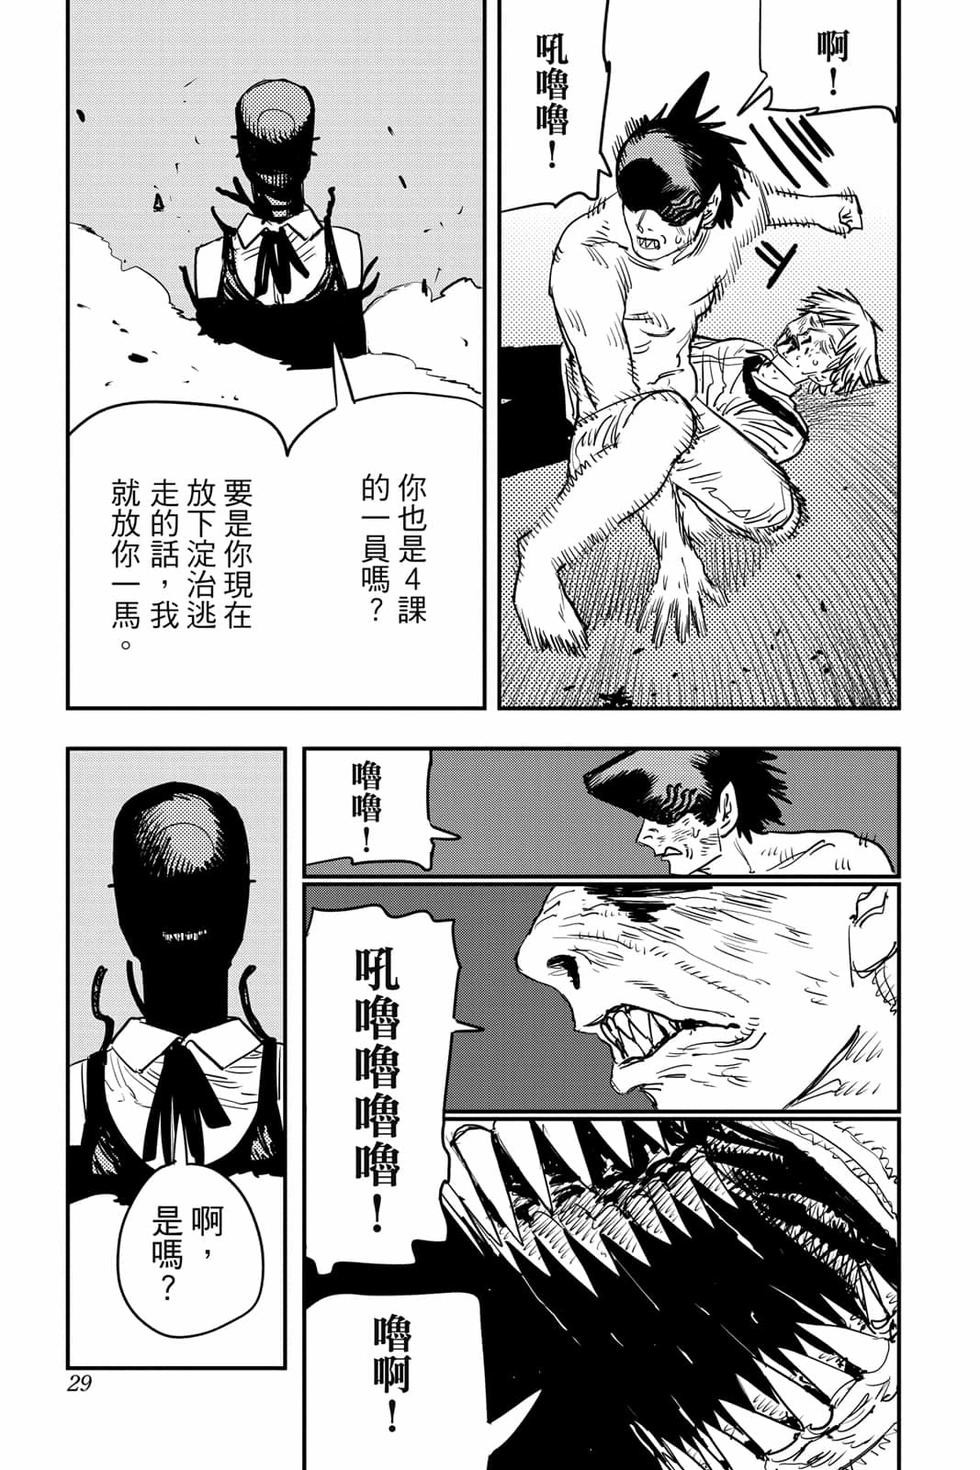 啊！
吼嚕嚕！
你也是4課
的一員嗎？
要是你現在
放下淀治逃
走的話，我
就放你一馬。
嚕嚕！
吼嚕嚕嚕嚕！
嚕啊！
啊，
是嗎？
29